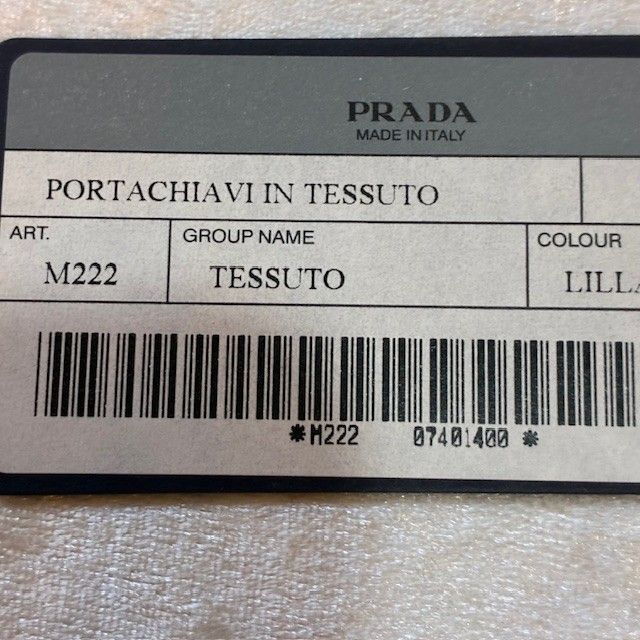 PRADA
MADE IN ITALY
PORTACHIAVI IN TESSUTO
ART.
GROUP NAME
COLOUR
M222
TESSUTO
LILLA
*M222 07401400 *